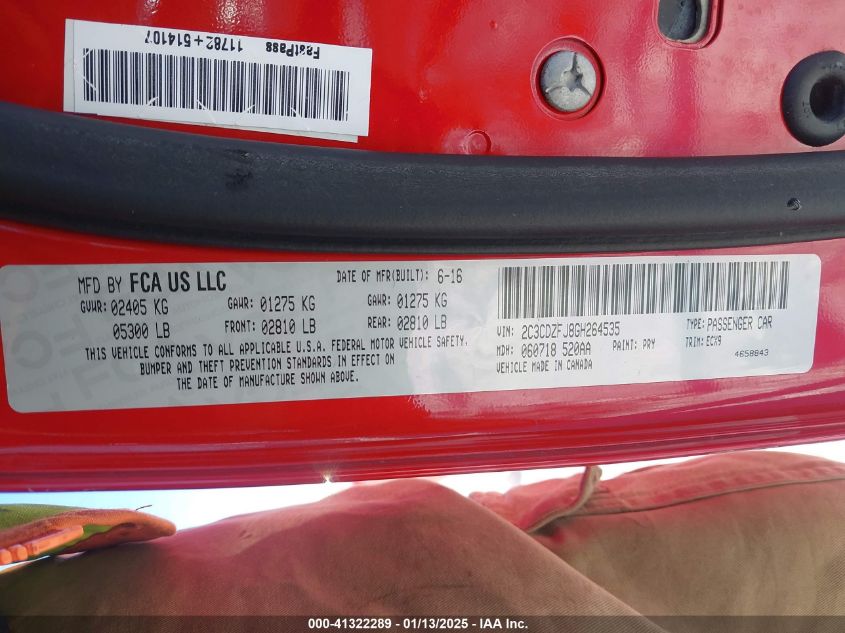 FastPass
11782+514107
MFD BY FCA US LLC
DATE OF MFR(BUILT): 6-16
GVWR: 02405 KG GAWR: 01275 KG GAWR: 01275 KG
05300 LB FRONT: 02810 LB REAR: 02810 LB
THIS VEHICLE CONFORMS TO ALL APPLICABLE U.S.A. FEDERAL MOTOR VEHICLE SAFETY,
BUMPER AND THEFT PREVENTION STANDARDS IN EFFECT ON
THE DATE OF MANUFACTURE SHOWN ABOVE.
VIN: 2C3CDZFJ8GH264535 TYPE: PASSENGER CAR
MDH: 060718 520AA PAINT: PRY TRIM: ECX9
VEHICLE MADE IN CANADA 4658843
000-41322289 - 01/13/2025 - IAA Inc.